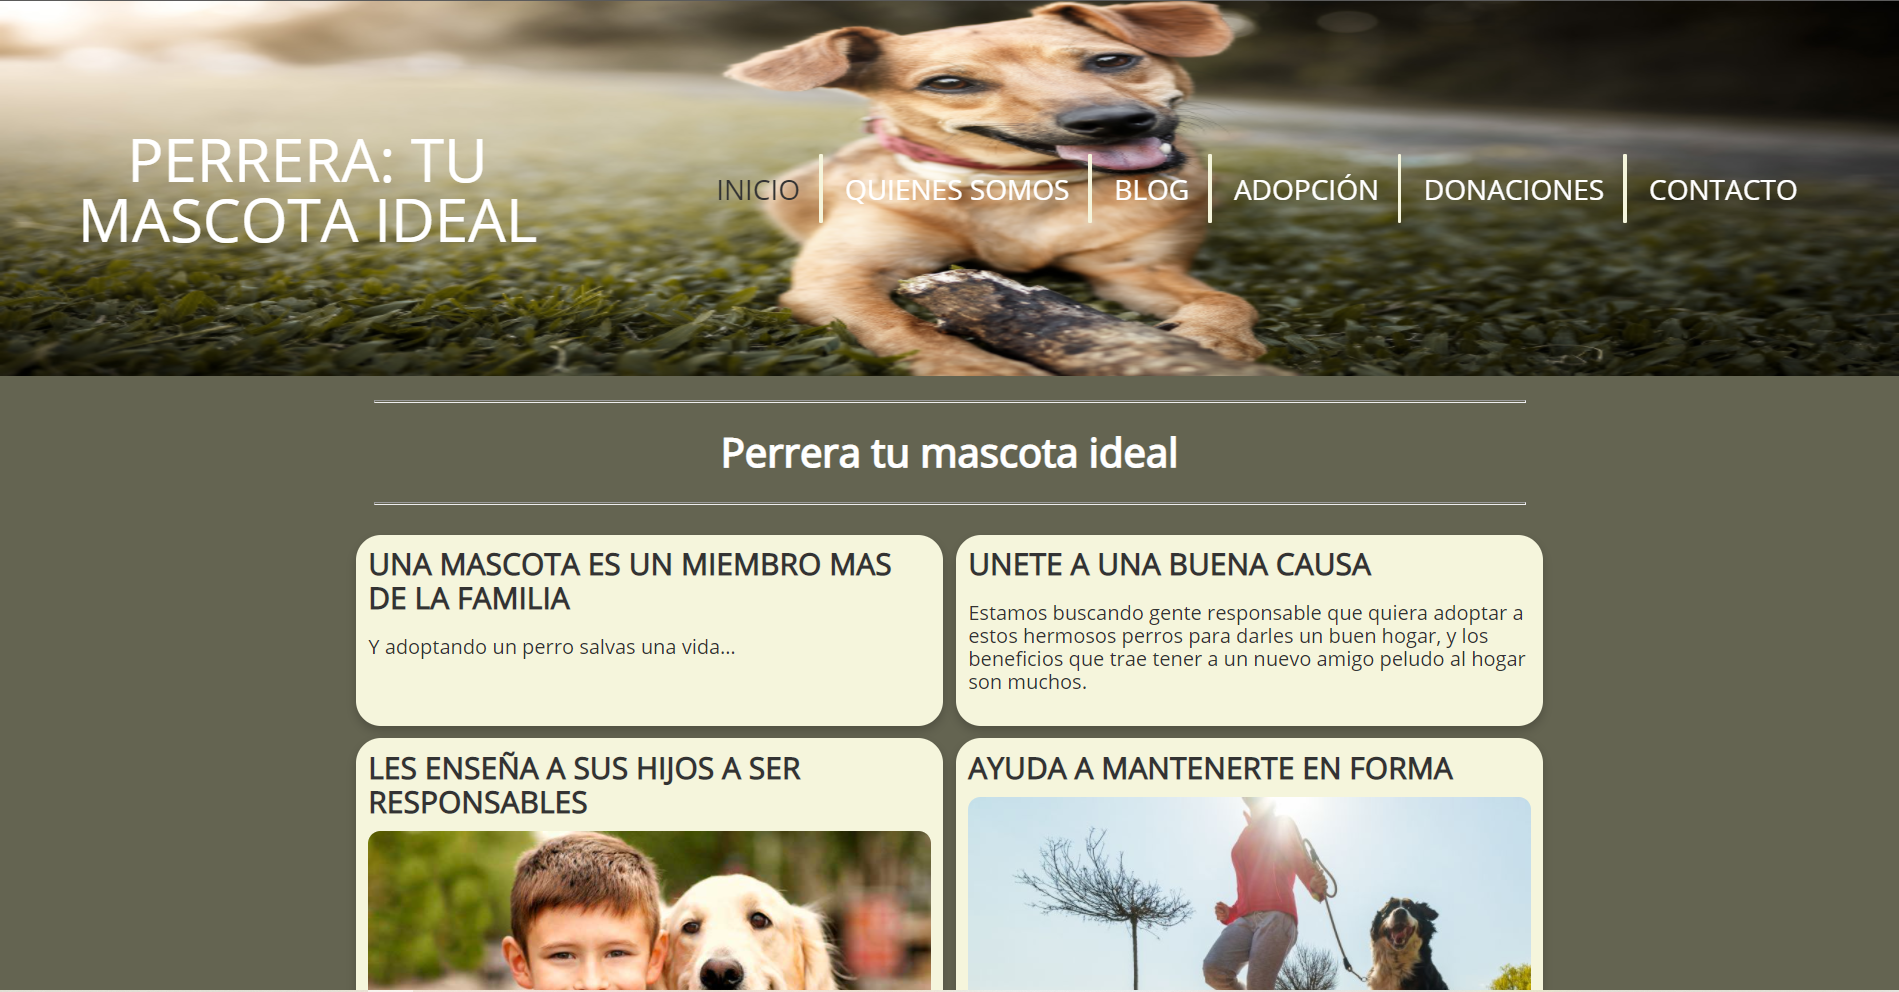 PERRERA: TU
MASCOTA IDEAL
INICIO
QUIENES SOMOS
BLOG
ADOPCIÓN
DONACIONES
CONTACTO
Perrera tu mascota ideal
UNA MASCOTA ES UN MIEMBRO MAS
DE LA FAMILIA
Y adoptando un perro salvas una vida...
UNETE A UNA BUENA CAUSA
Estamos buscando gente responsable que quiera adoptar a
estos hermosos perros para darles un buen hogar, y los
beneficios que trae tener a un nuevo amigo peludo al hogar
son muchos.
LES ENSEÑA A SUS HIJOS A SER
RESPONSABLES
AYUDA A MANTENERTE EN FORMA